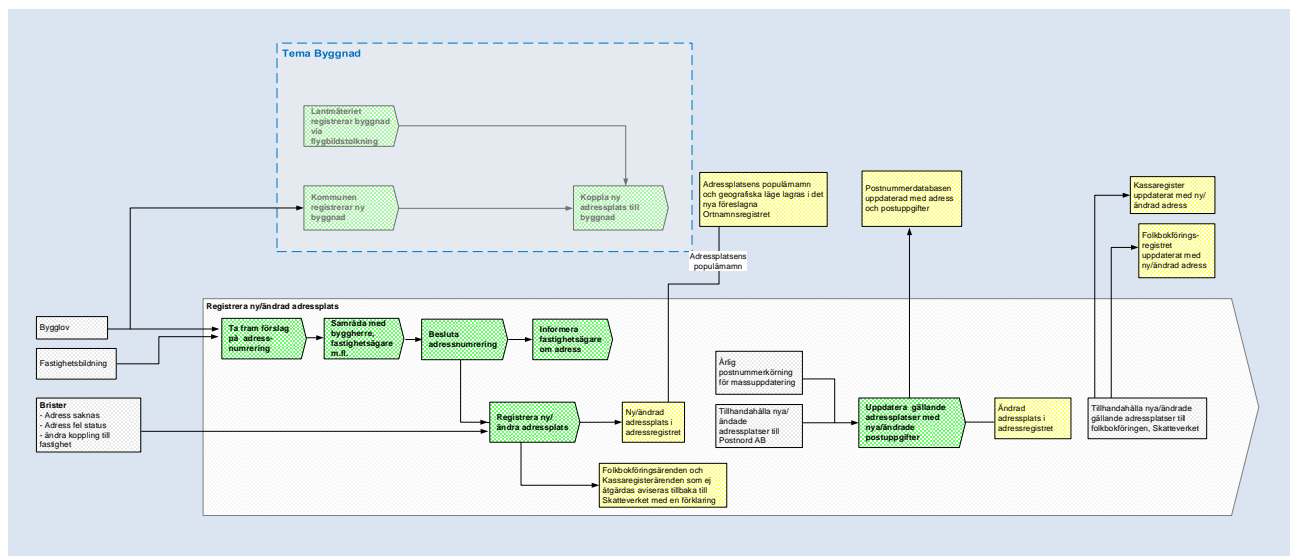 Tema Byggnad
Lantmäteriet
registrerar byggnad
via
flygbildstolkning
Kommunen
registrerar ny
byggnad
Koppla ny
adressplats till
byggnad
Adressplatsens populärnamn
och geografiska läge lagras i det
nya föreslagna
Ortnamnsregistret
Postnummerdatabasen
uppdaterad med adress
och postuppgifter
Kassaregister
uppdaterat med ny/
ändrad adress
Folkbokförings-
registret
uppdaterat med
ny/ändrad adress
Adressplatsens
populärnamn
Registrera ny/ändrad adressplats
Bygglov
Fastighetsbildning
Brister
- Adress saknas
- Adress fel status
- ändra koppling till
fastighet
Ta fram förslag
på adress-
numrering
Samråda med
byggherre,
fastighetsägare
m.fl.
Besluta
adressnumrering
Informera
fastighetsägare
om adress
Registrera ny/
ändra adressplats
Ny/ändrad
adressplats i
adressregistret
Folkbokföringsärenden och
Kassaregisterärenden som ej
åtgärdas aviseras tillbaka till
Skatteverket med en förklaring
Årlig
postnummerkörning
för massuppdatering
Tillhandahålla nya/
ändade
adressplatser till
Postnord AB
Uppdatera gällande
adressplatser med
nya/ändrade
postuppgifter
Ändrad
adressplats i
adressregistret
Tillhandahålla nya/ändrade
gällande adressplatser till
folkbokföringen, Skatteverket